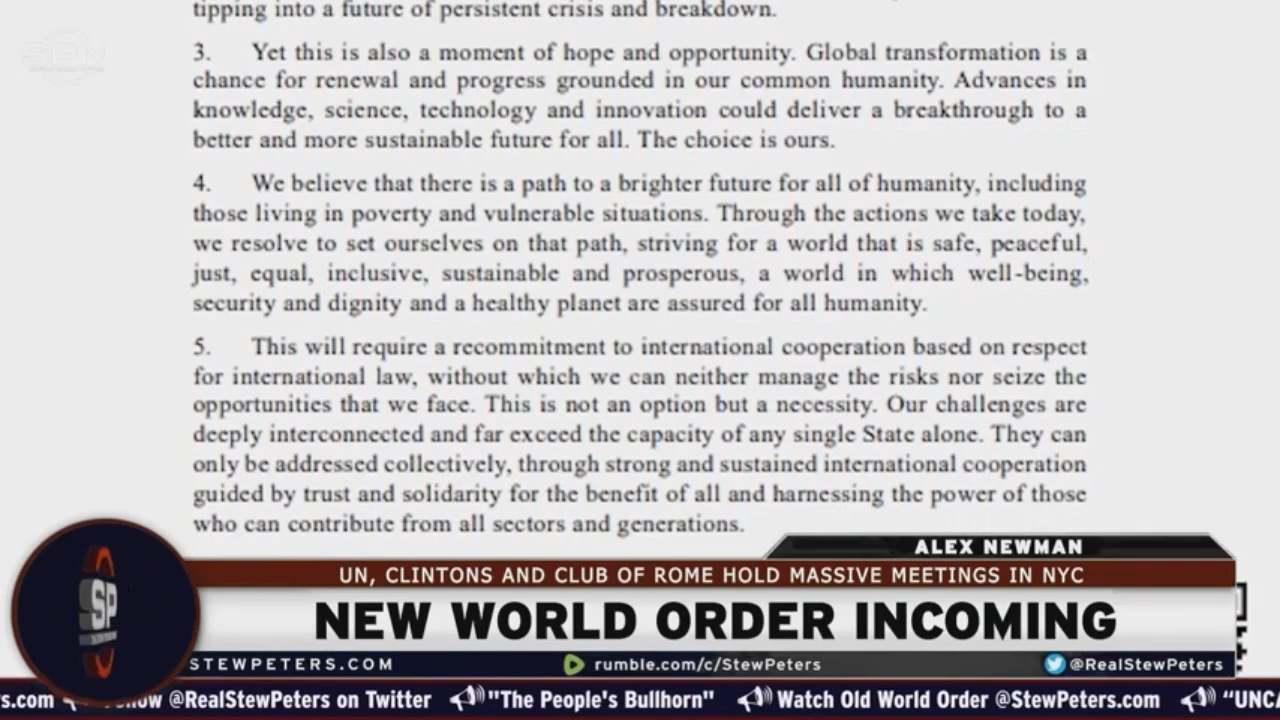 SPN
tipping into a future of persistent crisis and breakdown.
3. Yet this is also a moment of hope and opportunity. Global transformation is a
chance for renewal and progress grounded in our common humanity. Advances in
knowledge, science, technology and innovation could deliver a breakthrough to a
better and more sustainable future for all. The choice is ours.
4. We believe that there is a path to a brighter future for all of humanity, including
those living in poverty and vulnerable situations. Through the actions we take today,
we resolve to set ourselves on that path, striving for a world that is safe, peaceful,
just, equal, inclusive, sustainable and prosperous, a world in which well-being,
security and dignity and a healthy planet are assured for all humanity.
5. This will require a recommitment to international cooperation based on respect
for international law, without which we can neither manage the risks nor seize the
opportunities that we face. This is not an option but a necessity. Our challenges are
deeply interconnected and far exceed the capacity of any single State alone. They can
only be addressed collectively, through strong and sustained international cooperation
guided by trust and solidarity for the benefit of all and harnessing the power of those
who can contribute from all sectors and generations.
ALEX NEWMAN
UN, CLINTONS AND CLUB OF ROME HOLD MASSIVE MEETINGS IN NYC
SP
NEW WORLD ORDER INCOMING
STEWPETERS.COM rumble.com/c/StewPeters @RealStewPeters
s.com @RealStewPeters on Twitter "The People's Bullhorn" Watch Old World Order @StewPeters.com "UNCA